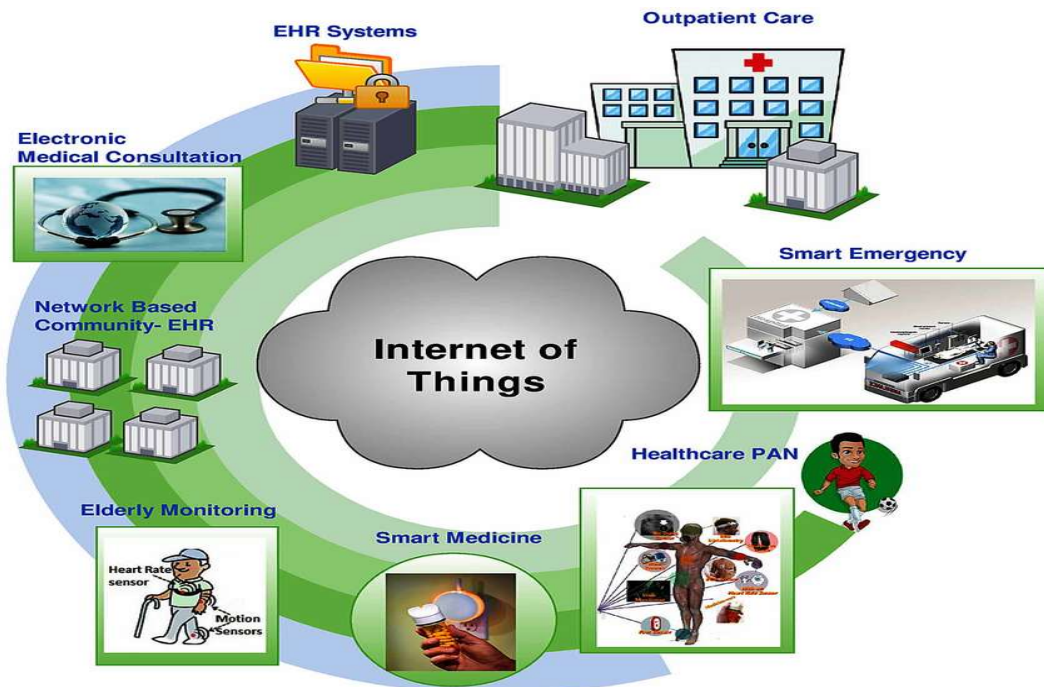 EHR Systems
Outpatient Care
Electronic
Medical Consultation
Smart Emergency
Network Based
Community- EHR
Internet of
Things
Healthcare PAN
Elderly Monitoring
Smart Medicine
Heart Rate
sensor
Motion
Sensors